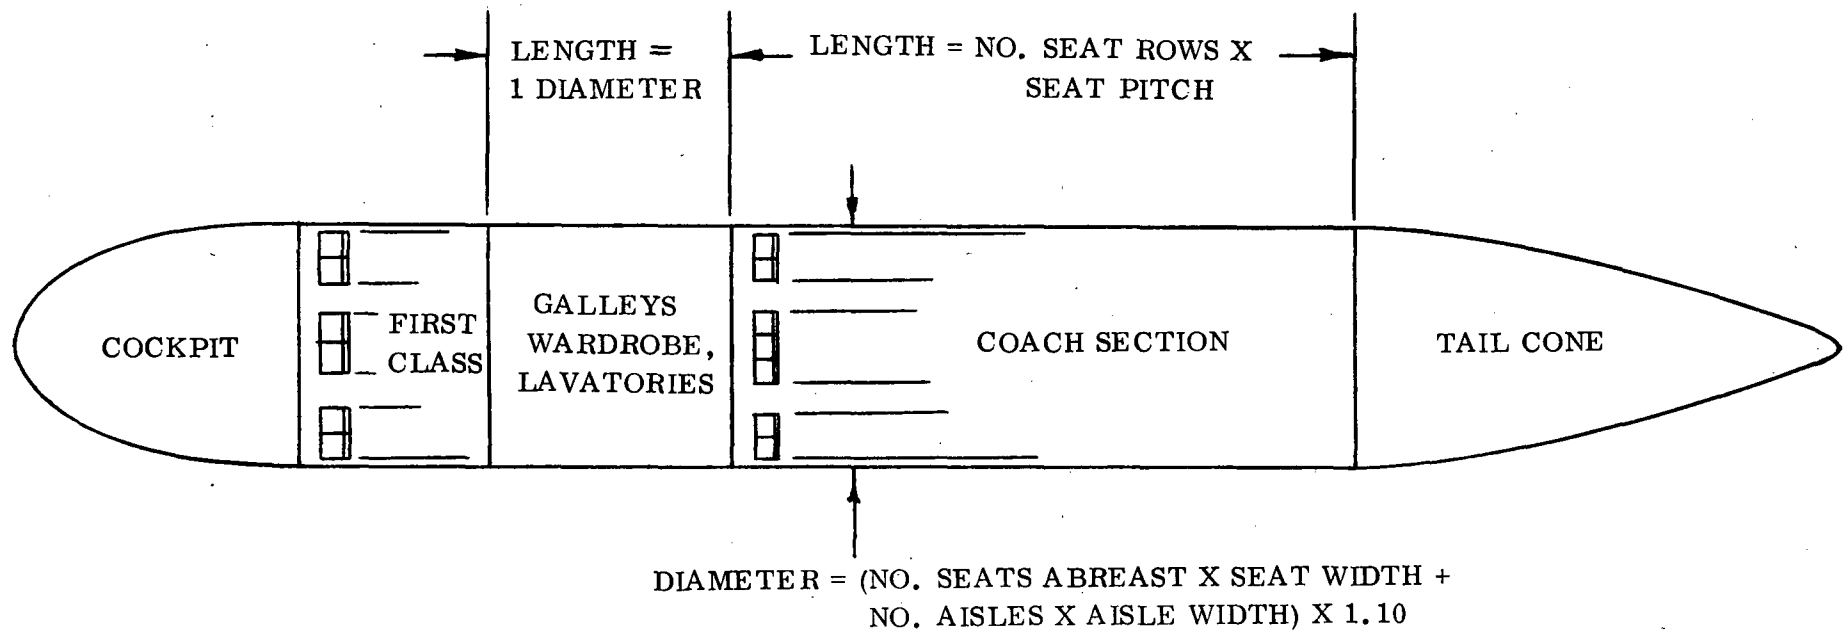 LENGTH =
1 DIAMETER
LENGTH = NO. SEAT ROWS X
SEAT PITCH
COCKPIT
FIRST
CLASS
GALLEYS
WARDROBE,
LAVATORIES
COACH SECTION
TAIL CONE
DIAMETER = (NO. SEATS ABREAST X SEAT WIDTH +
NO. AISLES X AISLE WIDTH) X 1.10